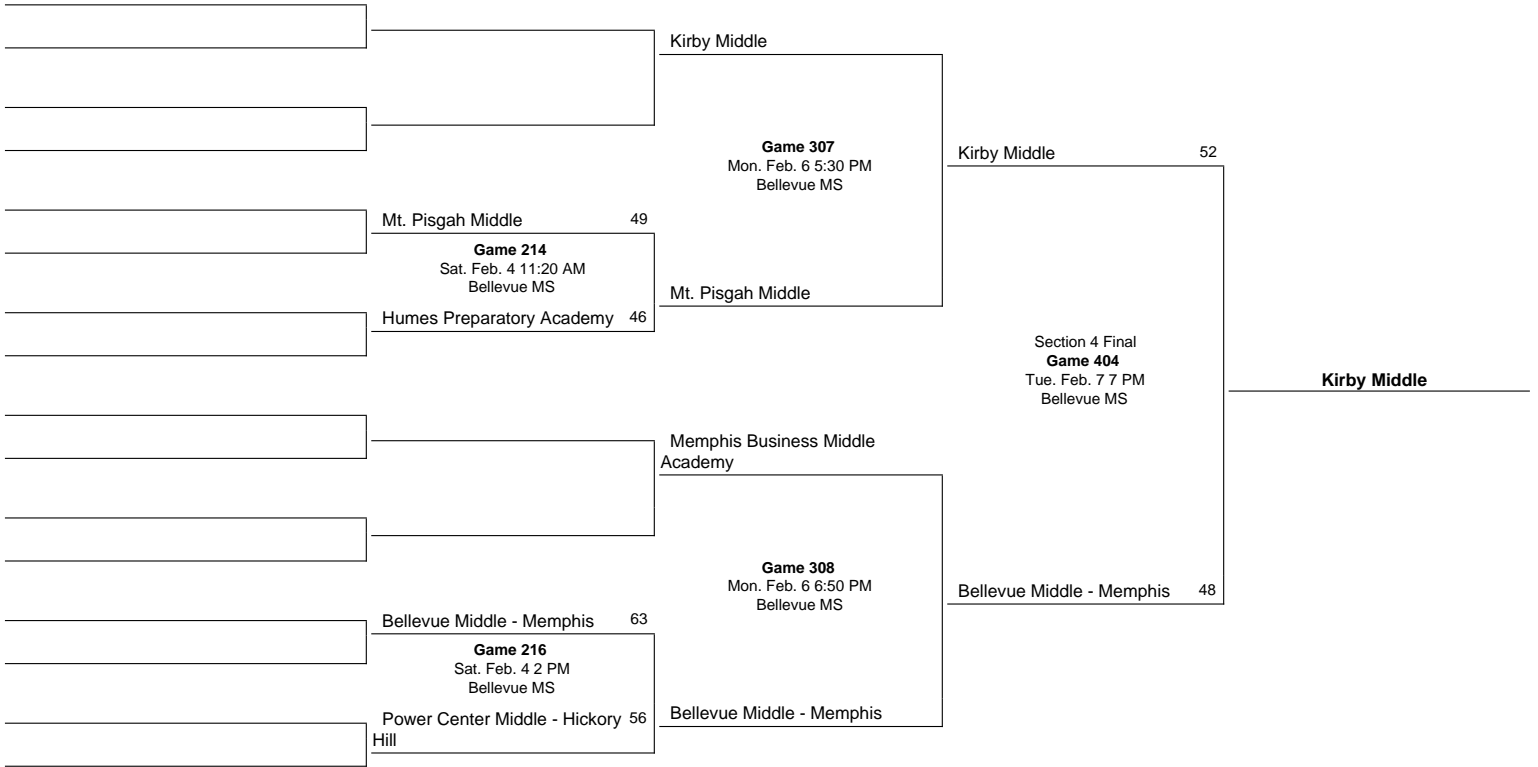 Kirby Middle
Game 307
Mon. Feb. 6 5:30 PM
Bellevue MS
Kirby Middle 52
Mt. Pisgah Middle 49
Game 214
Sat. Feb. 4 11:20 AM
Bellevue MS
Humes Preparatory Academy 46
Mt. Pisgah Middle
Section 4 Final
Game 404
Tue. Feb. 7 7 PM
Bellevue MS
Kirby Middle
Memphis Business Middle
Academy
Game 308
Mon. Feb. 6 6:50 PM
Bellevue MS
Bellevue Middle - Memphis 48
Bellevue Middle - Memphis 63
Game 216
Sat. Feb. 4 2 PM
Bellevue MS
Power Center Middle - Hickory 56
Hill
Bellevue Middle - Memphis